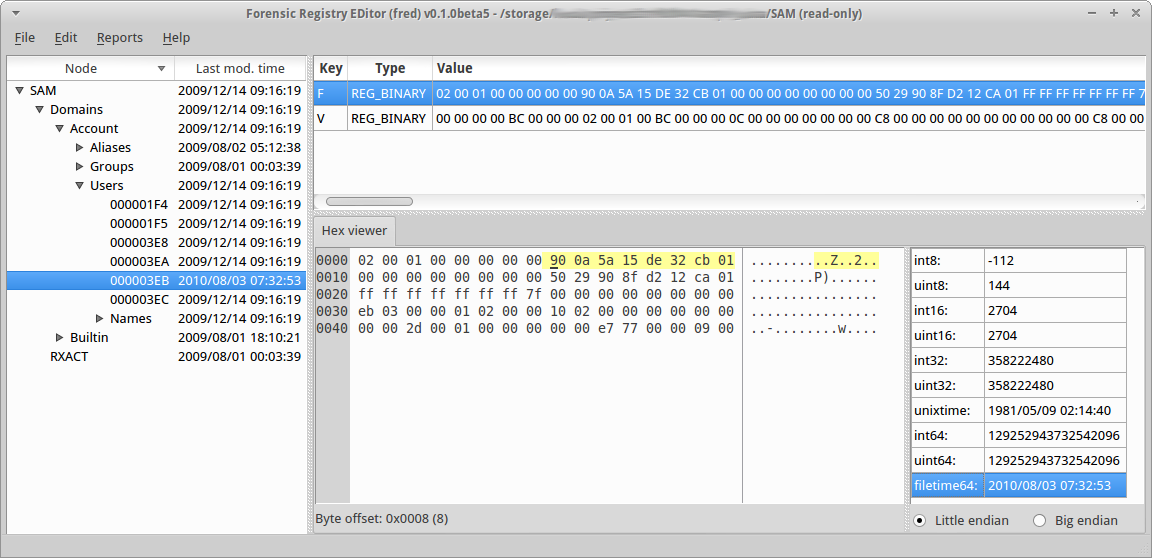 Forensic Registry EDitor (fred) v0.1.0beta5 - /storage/ /SAM (read-only)
File Edit Reports Help
Node Last mod. time
SAM 2009/12/14 09:16:19
Domains 2009/12/14 09:16:19
Account 2009/12/14 09:16:19
Aliases 2009/08/02 05:12:38
Groups 2009/08/01 00:03:39
Users 2009/12/14 09:16:19
000001F4 2009/12/14 09:16:19
000001F5 2009/12/14 09:16:19
000003E8 2009/12/14 09:16:19
000003EA 2009/12/14 09:16:19
000003EB 2010/08/03 07:32:53
000003EC 2009/12/14 09:16:19
Names 2009/12/14 09:16:19
Builtin 2009/08/01 18:10:21
RXACT 2009/08/01 00:03:39
Key Type Value
F REG_BINARY 02 00 01 00 00 00 00 00 90 0A 5A 15 DE 32 CB 01 00 00 00 00 00 00 00 00 50 29 90 8F D2 12 CA 01 FF FF FF FF FF FF FF 7
V REG_BINARY 00 00 00 00 BC 00 00 00 02 00 01 00 BC 00 00 00 0C 00 00 00 00 00 00 00 C8 00 00 00 00 00 00 00 00 00 00 00 C8 00 00
Hex viewer
0000 02 00 01 00 00 00 00 00 90 0a 5a 15 de 32 cb 01 ..........Z..2..
0010 00 00 00 00 00 00 00 00 50 29 90 8f d2 12 ca 01 ........P)......
0020 ff ff ff ff ff ff ff 7f 00 00 00 00 00 00 00 00 ................
0030 eb 03 00 00 01 02 00 00 10 02 00 00 00 00 00 00 ................
0040 00 00 2d 00 01 00 00 00 00 00 e7 77 00 00 09 00 ..-........w....
Byte offset: 0x0008 (8)
int8: -112
uint8: 144
int16: 2704
uint16: 2704
int32: 358222480
uint32: 358222480
unixtime: 1981/05/09 02:14:40
int64: 129252943732542096
uint64: 129252943732542096
filetime64: 2010/08/03 07:32:53
Little endian Big endian